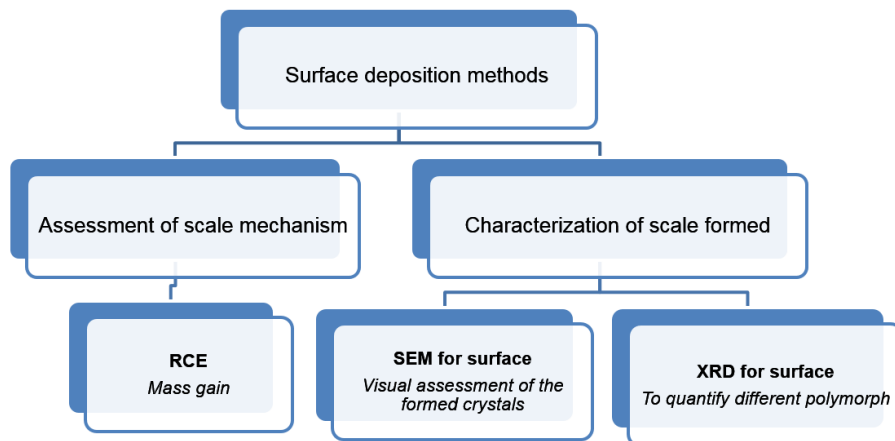 Surface deposition methods
Assessment of scale mechanism
Characterization of scale formed
RCE
Mass gain
SEM for surface
Visual assessment of the
formed crystals
XRD for surface
To quantify different polymorph